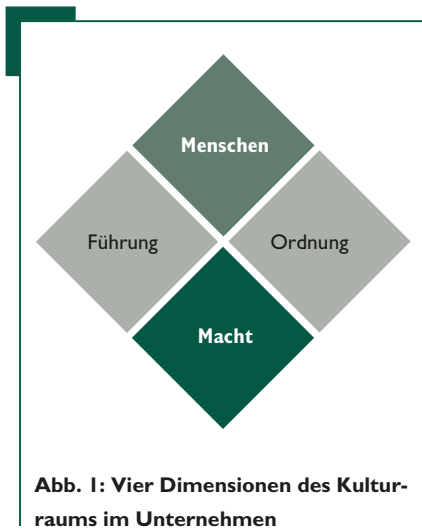 Menschen
Führung Ordnung
Macht
Abb. 1: Vier Dimensionen des Kultur-
raums im Unternehmen